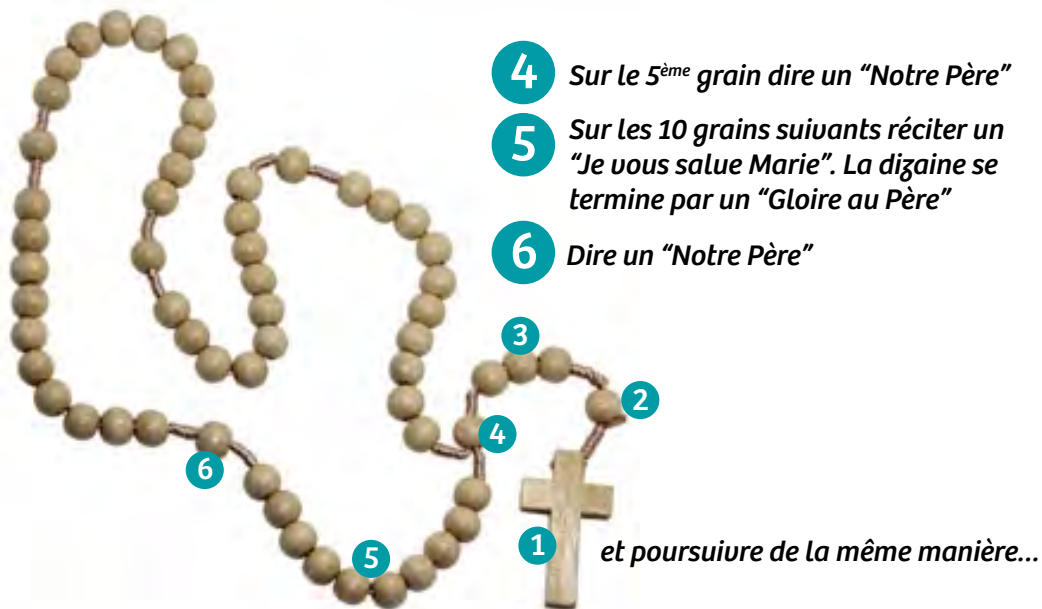 4 Sur le 5ème grain dire un “Notre Père”
5 Sur les 10 grains suivants réciter un
“Je vous salue Marie”. La dizaine se
termine par un “Gloire au Père”
6 Dire un “Notre Père”
3
2
4
6
5
1
et poursuivre de la même manière...